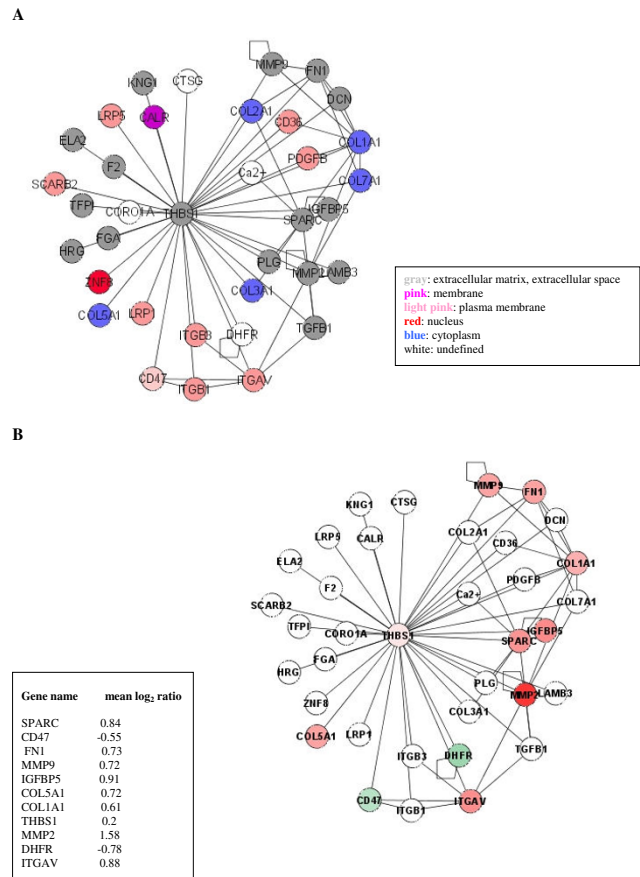 A
MMP9
FN1
KNG1
CTSG
DCN
LRP5
CALR
COL2A1
CD36
ELA2
COL1A1
F2
PDGFB
Ca2+
SCARB2
COL7A1
TFPI
CORO1A
THBS1
IGFBP5
SPARC
HRG
FGA
PLG
MMP2
LAMB3
ZNF8
COL3A1
COL5A1
LRP1
ITGB3
DHFR
TGFB1
CD47
ITGB1
ITGAV
gray: extracellular matrix, extracellular space
pink: membrane
light pink: plasma membrane
red: nucleus
blue: cytoplasm
white: undefined
B
MMP9
FN1
KNG1
CTSG
DCN
LRP5
CALR
COL2A1
CD36
ELA2
COL1A1
F2
PDGFB
Ca2+
SCARB2
COL7A1
TFPI
CORO1A
THBS1
IGFBP5
SPARC
HRG
FGA
PLG
MMP2
LAMB3
ZNF8
COL3A1
COL5A1
LRP1
ITGB3
DHFR
TGFB1
CD47
ITGB1
ITGAV
Gene name mean log2 ratio
SPARC 0.84
CD47 -0.55
FN1 0.73
MMP9 0.72
IGFBP5 0.91
COL5A1 0.72
COL1A1 0.61
THBS1 0.2
MMP2 1.58
DHFR -0.78
ITGAV 0.88